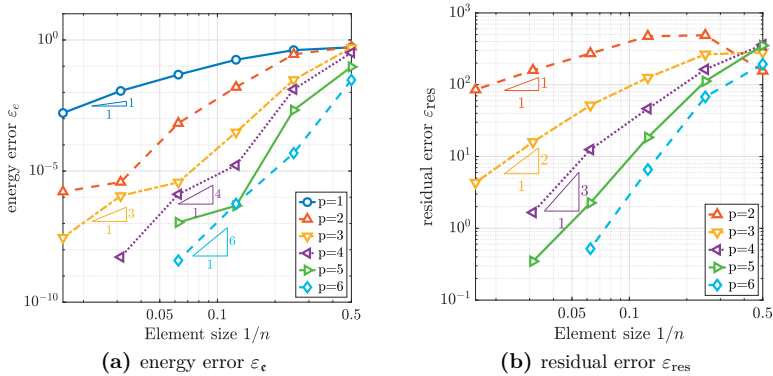 10^0
10^{-5}
10^{-10}
energy error ε_e
1
1
3
1
4
1
6
1
p=1
p=2
p=3
p=4
p=5
p=6
0.05
0.1
0.5
Element size 1/n
(a) energy error ε_𝔢
10^3
10^2
10^1
10^0
10^{-1}
residual error ε_res
1
1
2
1
3
1
p=2
p=3
p=4
p=5
p=6
0.05
0.1
0.5
Element size 1/n
(b) residual error ε_res